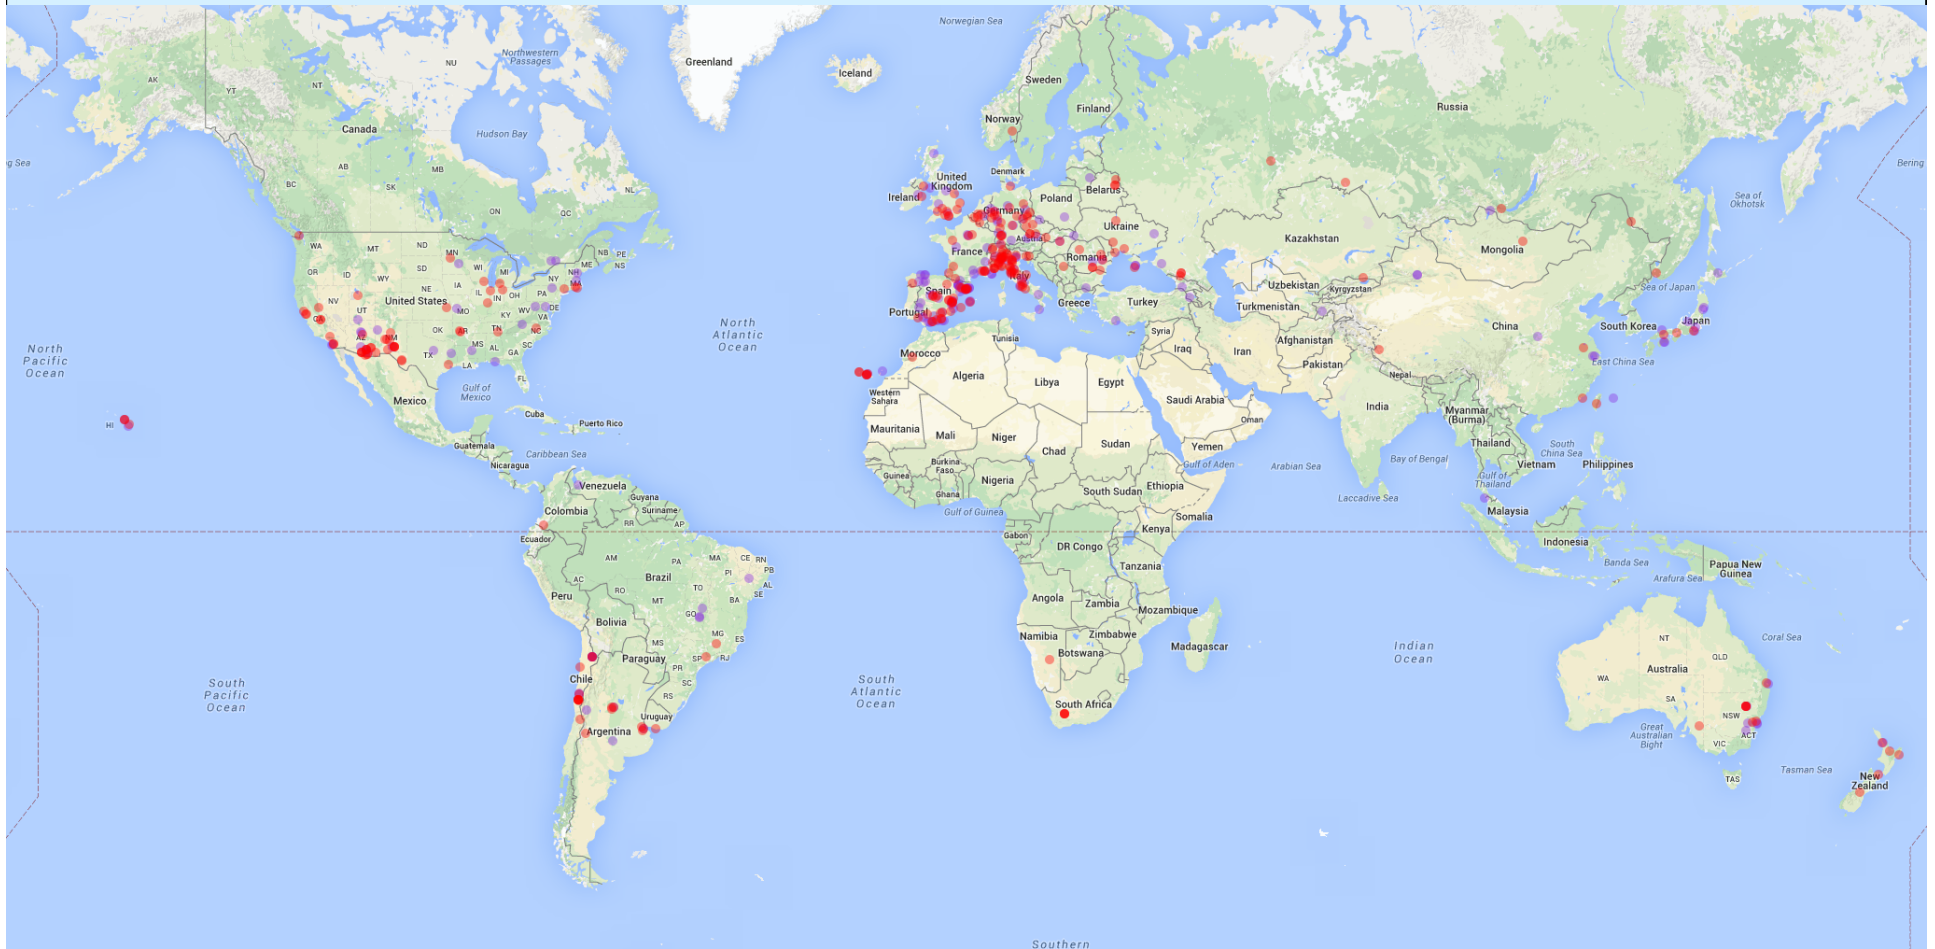 Norwegian Sea
Northwestern
Passages
NU
Greenland
Iceland
Sweden
Finland
Norway
Russia
AK
YT
NT
Canada
Hudson Bay
ng Sea
Bering
BC
AB
SK
MB
ON
QC
NL
Denmark
United
Kingdom
Ireland
Poland
Belarus
Germany
Ukraine
Austria
France
Romania
Italy
Spain
Portugal
Greece
Turkey
Kazakhstan
Mongolia
Sea of
Okhotsk
WA
MT
ND
MN
NB
PE
NS
OR
ID
WY
SD
WI
MI
NY
NH
ME
MA
NV
UT
United States
NE
IA
IL
IN
OH
PA
DE
CA
MO
KY
WV
VA
AZ
NM
OK
AR
TN
NC
TX
MS
AL
GA
SC
LA
FL
Uzbekistan
Kyrgyzstan
Turkmenistan
China
Sea of Japan
South Korea
Japan
East China Sea
North
Pacific
Ocean
North
Atlantic
Ocean
Gulf of
Mexico
Mexico
Cuba
Puerto Rico
HI
Guatemala
Caribbean Sea
Nicaragua
Tunisia
Morocco
Algeria
Libya
Egypt
Western
Sahara
Syria
Iraq
Iran
Afghanistan
Pakistan
Nepal
India
Saudi Arabia
Oman
Yemen
Gulf of Aden
Arabian Sea
Bay of Bengal
Myanmar
(Burma)
Thailand
Vietnam
South
China Sea
Philippines
Gulf of
Thailand
Laccadive Sea
Malaysia
Mauritania
Mali
Niger
Chad
Sudan
Burkina
Faso
Guinea
Ghana
Nigeria
South Sudan
Ethiopia
Gulf of Guinea
Somalia
Kenya
Gabon
DR Congo
Tanzania
Venezuela
Guyana
Suriname
Colombia
RR
AP
Ecuador
AM
PA
MA
CE
RN
PB
PI
AL
SE
AC
RO
Brazil
TO
BA
Peru
MT
GO
Bolivia
MG
ES
MS
SP
RJ
Paraguay
PR
SC
RS
Chile
Uruguay
Argentina
Indonesia
Banda Sea
Arafura Sea
Papua New
Guinea
Angola
Zambia
Mozambique
Namibia
Zimbabwe
Botswana
Madagascar
South Africa
Indian
Ocean
South
Pacific
Ocean
South
Atlantic
Ocean
NT
Coral Sea
QLD
Australia
WA
SA
NSW
Great
Australian
Bight
VIC
ACT
TAS
Tasman Sea
New
Zealand
Southern